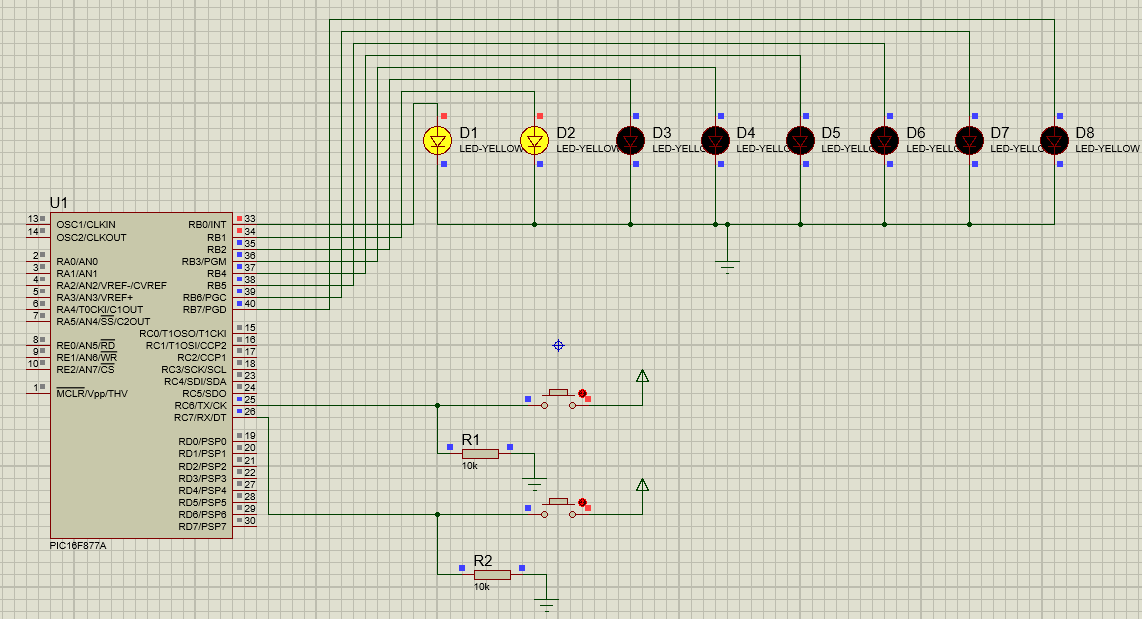 D1
LED-YELLOW
D2
LED-YELLOW
D3
LED-YELL
D4
LED-YELL
D5
LED-YELL
D6
LED-YELL
D7
LED-YELL
D8
LED-YELLOW
U1
13 OSC1/CLKIN RB0/INT 33
14 OSC2/CLKOUT RB1 34
RB2 35
2 RA0/AN0 RB3/PGM 36
3 RA1/AN1 RB4 37
4 RA2/AN2/VREF-/CVREF RB5 38
5 RA3/AN3/VREF+ RB6/PGC 39
6 RA4/T0CKI/C1OUT RB7/PGD 40
7 RA5/AN4/SS/C2OUT
RC0/T1OSO/T1CKI 15
8 RE0/AN5/RD RC1/T1OSI/CCP2 16
9 RE1/AN6/WR RC2/CCP1 17
10 RE2/AN7/CS RC3/SCK/SCL 18
RC4/SDI/SDA 23
1 MCLR/Vpp/THV RC5/SDO 24
RC6/TX/CK 25
RC7/RX/DT 26
RD0/PSP0 19
RD1/PSP1 20
RD2/PSP2 21
RD3/PSP3 22
RD4/PSP4 27
RD5/PSP5 28
RD6/PSP6 29
RD7/PSP7 30
PIC16F877A
R1
10k
R2
10k